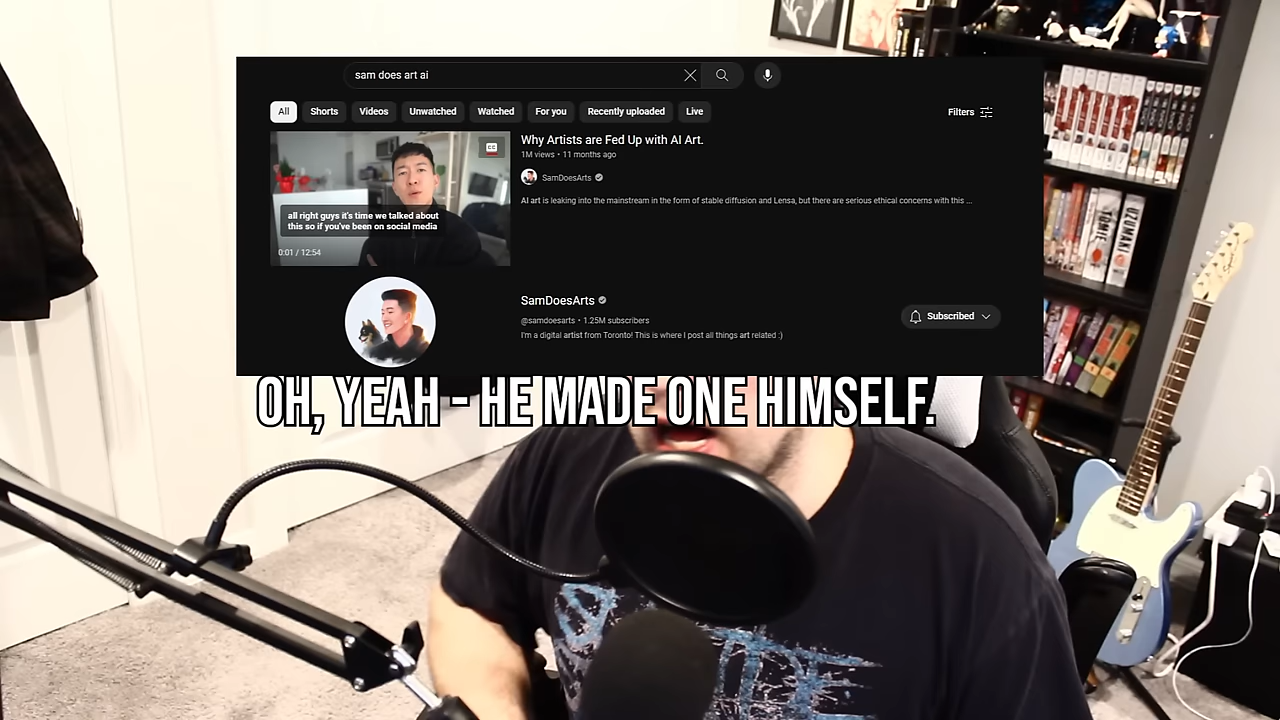 sam does art ai
All Shorts Videos Unwatched Watched For you Recently uploaded Live Filters
CC
all right guys it's time we talked about
this so if you've been on social media
0:01 / 12:54
Why Artists are Fed Up with AI Art.
1M views • 11 months ago
SamDoesArts
AI art is leaking into the mainstream in the form of stable diffusion and Lensa, but there are serious ethical concerns with this ...
SamDoesArts
@samdoesarts • 1.25M subscribers
I'm a digital artist from Toronto! This is where I post all things art related :)
Subscribed
OH, YEAH - HE MADE ONE HIMSELF.
TOMIE
UZUMAKI